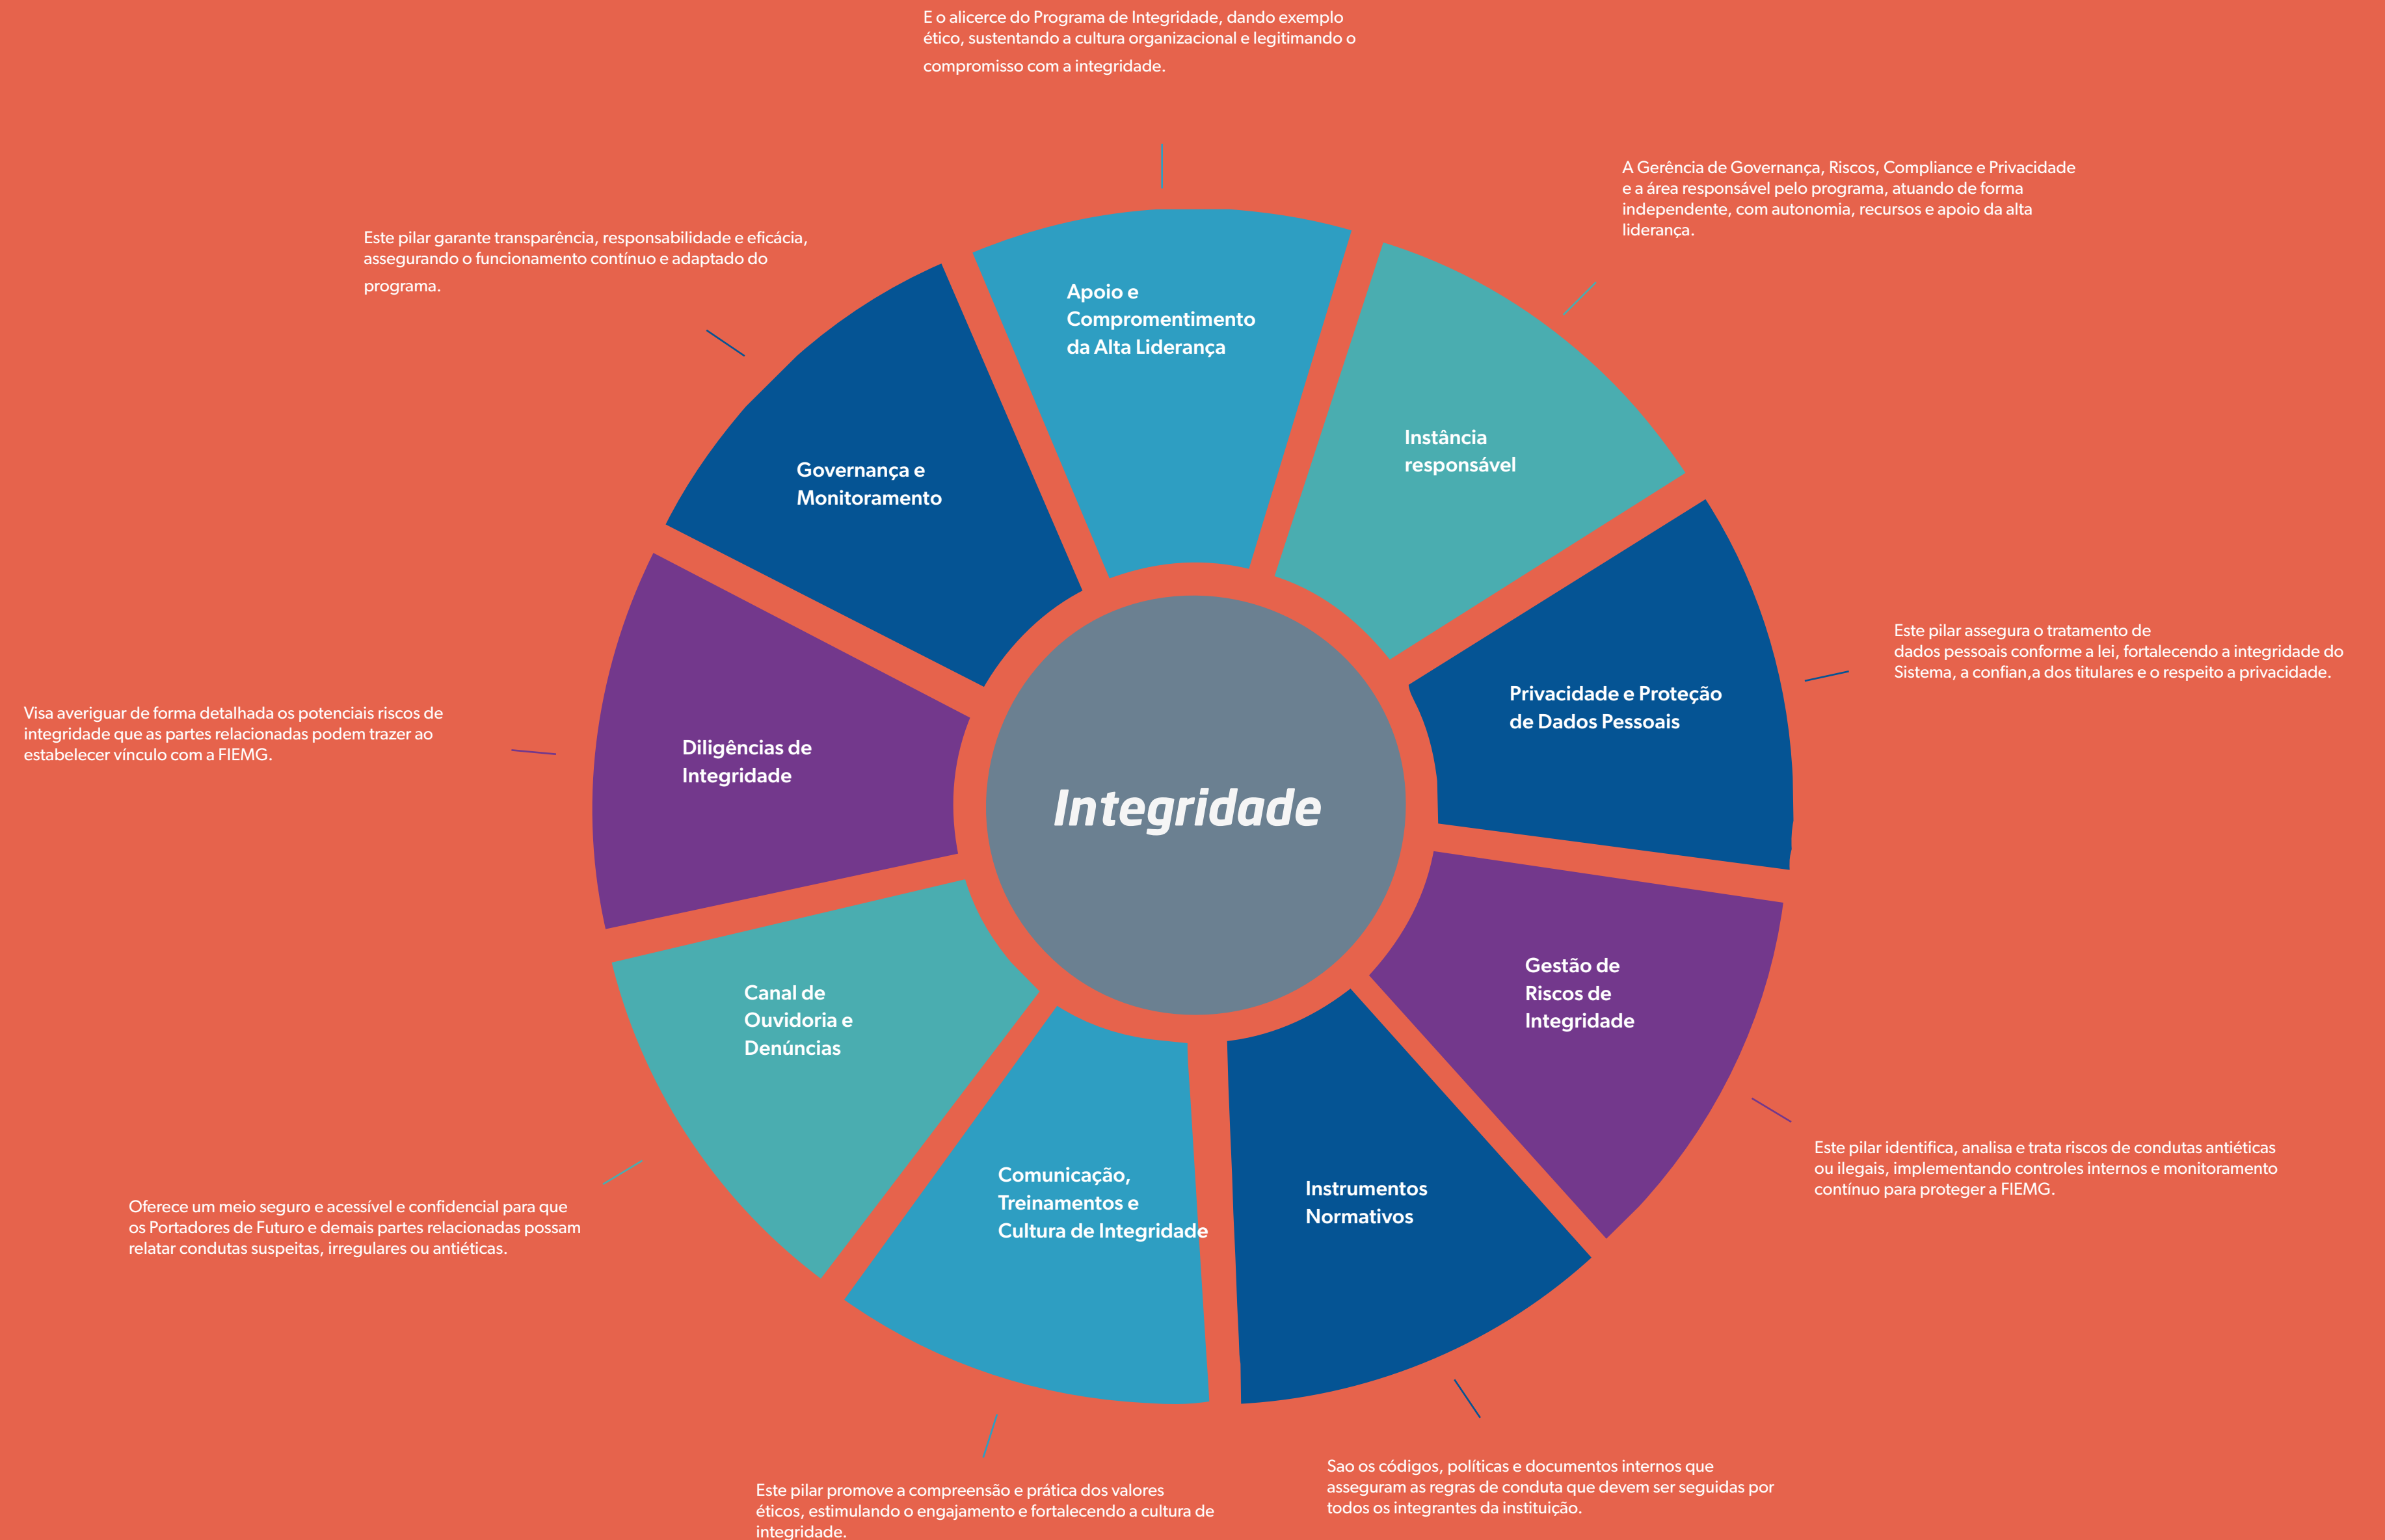 E o alicerce do Programa de Integridade, dando exemplo
ético, sustentando a cultura organizacional e legitimando o
compromisso com a integridade.
A Gerência de Governança, Riscos, Compliance e Privacidade
e a área responsável pelo programa, atuando de forma
independente, com autonomia, recursos e apoio da alta
liderança.
Este pilar garante transparência, responsabilidade e eficácia,
assegurando o funcionamento contínuo e adaptado do
programa.
Apoio e
Compromentimento
da Alta Liderança
Instância
responsável
Governança e
Monitoramento
Este pilar assegura o tratamento de
dados pessoais conforme a lei, fortalecendo a integridade do
Sistema, a confian,a dos titulares e o respeito a privacidade.
Privacidade e Proteção
de Dados Pessoais
Visa averiguar de forma detalhada os potenciais riscos de
integridade que as partes relacionadas podem trazer ao
estabelecer vínculo com a FIEMG.
Diligências de
Integridade
Integridade
Gestão de
Riscos de
Integridade
Canal de
Ouvidoria e
Denúncias
Este pilar identifica, analisa e trata riscos de condutas antiéticas
ou ilegais, implementando controles internos e monitoramento
contínuo para proteger a FIEMG.
Comunicação,
Treinamentos e
Cultura de Integridade
Instrumentos
Normativos
Oferece um meio seguro e acessível e confidencial para que
os Portadores de Futuro e demais partes relacionadas possam
relatar condutas suspeitas, irregulares ou antiéticas.
Sao os códigos, políticas e documentos internos que
asseguram as regras de conduta que devem ser seguidas por
todos os integrantes da instituição.
Este pilar promove a compreensão e prática dos valores
éticos, estimulando o engajamento e fortalecendo a cultura de
integridade.